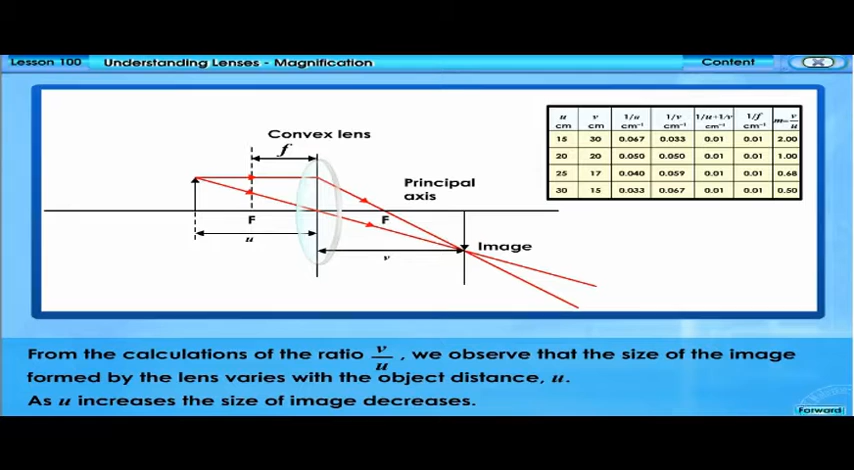 Lesson 100 Understanding Lenses - Magnification Content
Convex lens
f
Principal
axis
F F
u
v
Image
u v 1/u 1/v 1/u+1/v 1/f m=v/u
cm cm cm⁻¹ cm⁻¹ cm⁻¹ cm⁻¹
15 30 0.067 0.033 0.01 0.01 2.00
20 20 0.050 0.050 0.01 0.01 1.00
25 17 0.040 0.059 0.01 0.01 0.68
30 15 0.033 0.067 0.01 0.01 0.50
From the calculations of the ratio v/u , we observe that the size of the image
formed by the lens varies with the object distance, u.
As u increases the size of image decreases.
Forward